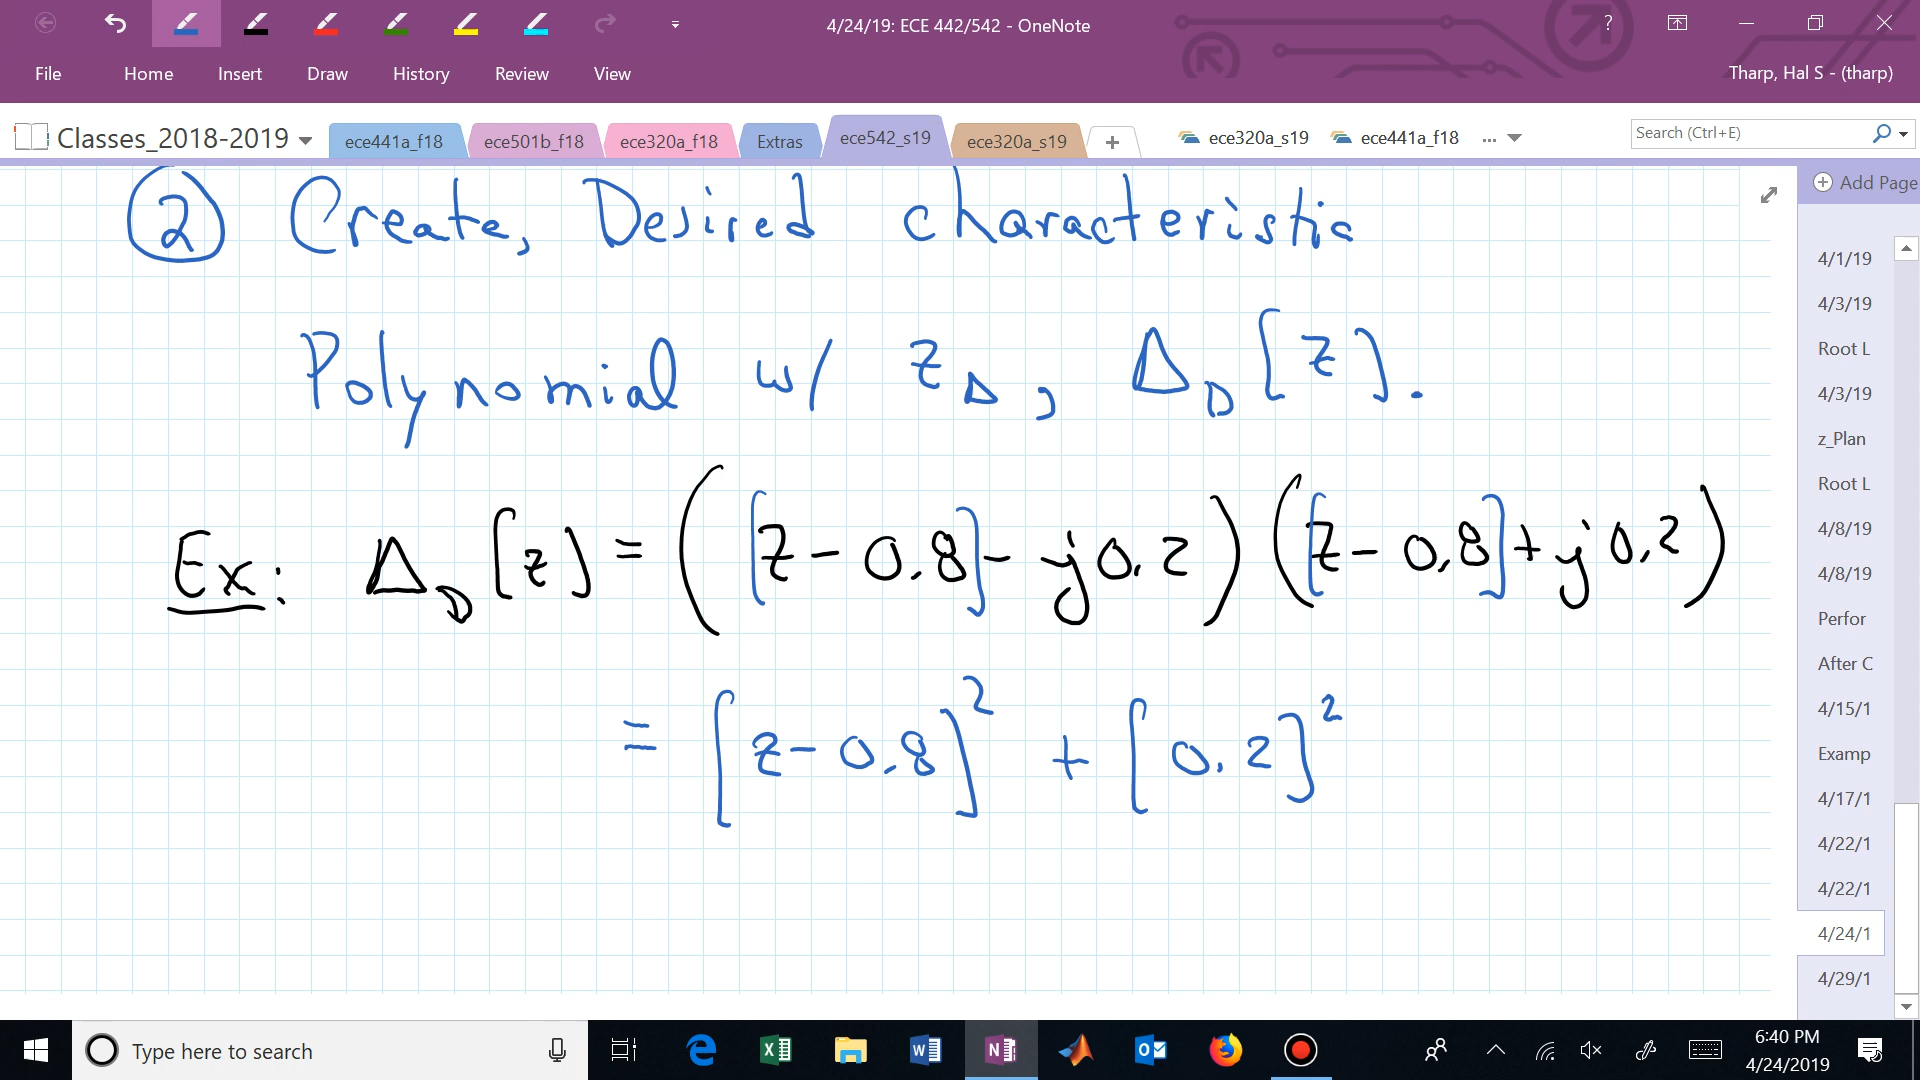 4/24/19: ECE 442/542 - OneNote
?
File Home Insert Draw History Review View
Tharp, Hal S - (tharp)
Classes_2018-2019 ece441a_f18 ece501b_f18 ece320a_f18 Extras ece542_s19 ece320a_s19 + ece320a_s19 ece441a_f18 ...
Search (Ctrl+E)
Add Page
② Create, Desired characteristic
Polynomial w/ z_Δ, Δ_D[z].
Ex: Δ_D[z] = ([z - 0.8] - j0.2)([z - 0.8] + j0.2)
= [z - 0.8]² + [0.2]²
4/1/19
4/3/19
Root L
4/3/19
z_Plan
Root L
4/8/19
4/8/19
Perfor
After C
4/15/1
Examp
4/17/1
4/22/1
4/22/1
4/24/1
4/29/1
Type here to search
6:40 PM
4/24/2019